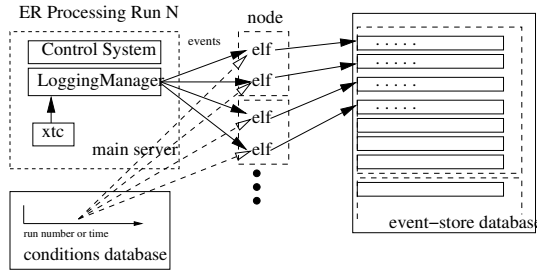 ER Processing Run N
Control System
LoggingManager
xtc
main server
events
node
elf
elf
elf
elf
run number or time
conditions database
. . . . .
. . . . .
. . . . .
. . . . .
event-store database